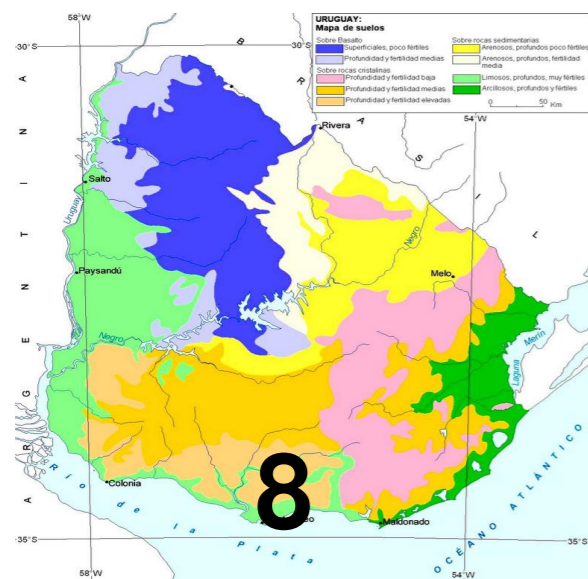 URUGUAY:
Mapa de suelos
Sobre Basalto
Superficiales, poco fértiles
Profundidad y fertilidad medias
Sobre rocas cristalinas
Profundidad y fertilidad baja
Profundidad y fertilidad medias
Profundidad y fertilidad elevadas
Sobre rocas sedimentarias
Arenosos, profundos poco fértiles
Arenosos, profundos, fertilidad
media
Limosos, profundos, muy fértiles
Arcillosos, profundos y fértiles
0 50
Km
58°W
54°W
30°S
30°S
BRASIL
ARGENTINA
Rivera
Salto
Uruguay
Río
Paysandú
Negro
Melo
Negro
Laguna
Merín
Colonia
8
Maldonado
Río de la Plata
OCÉANO ATLÁNTICO
35°S
35°S
58°W
54°W